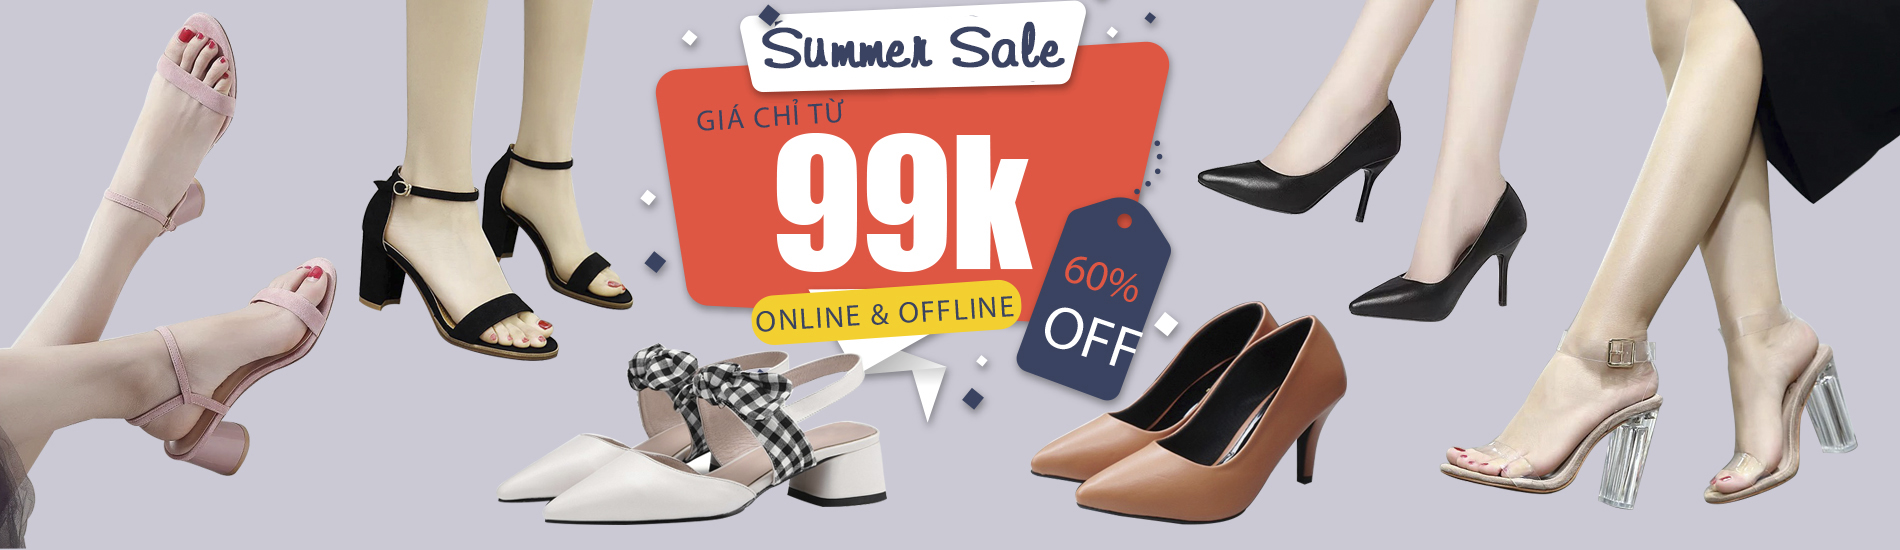 Summer Sale
GIÁ CHỈ TỪ
99k
ONLINE & OFFLINE
60%
OFF